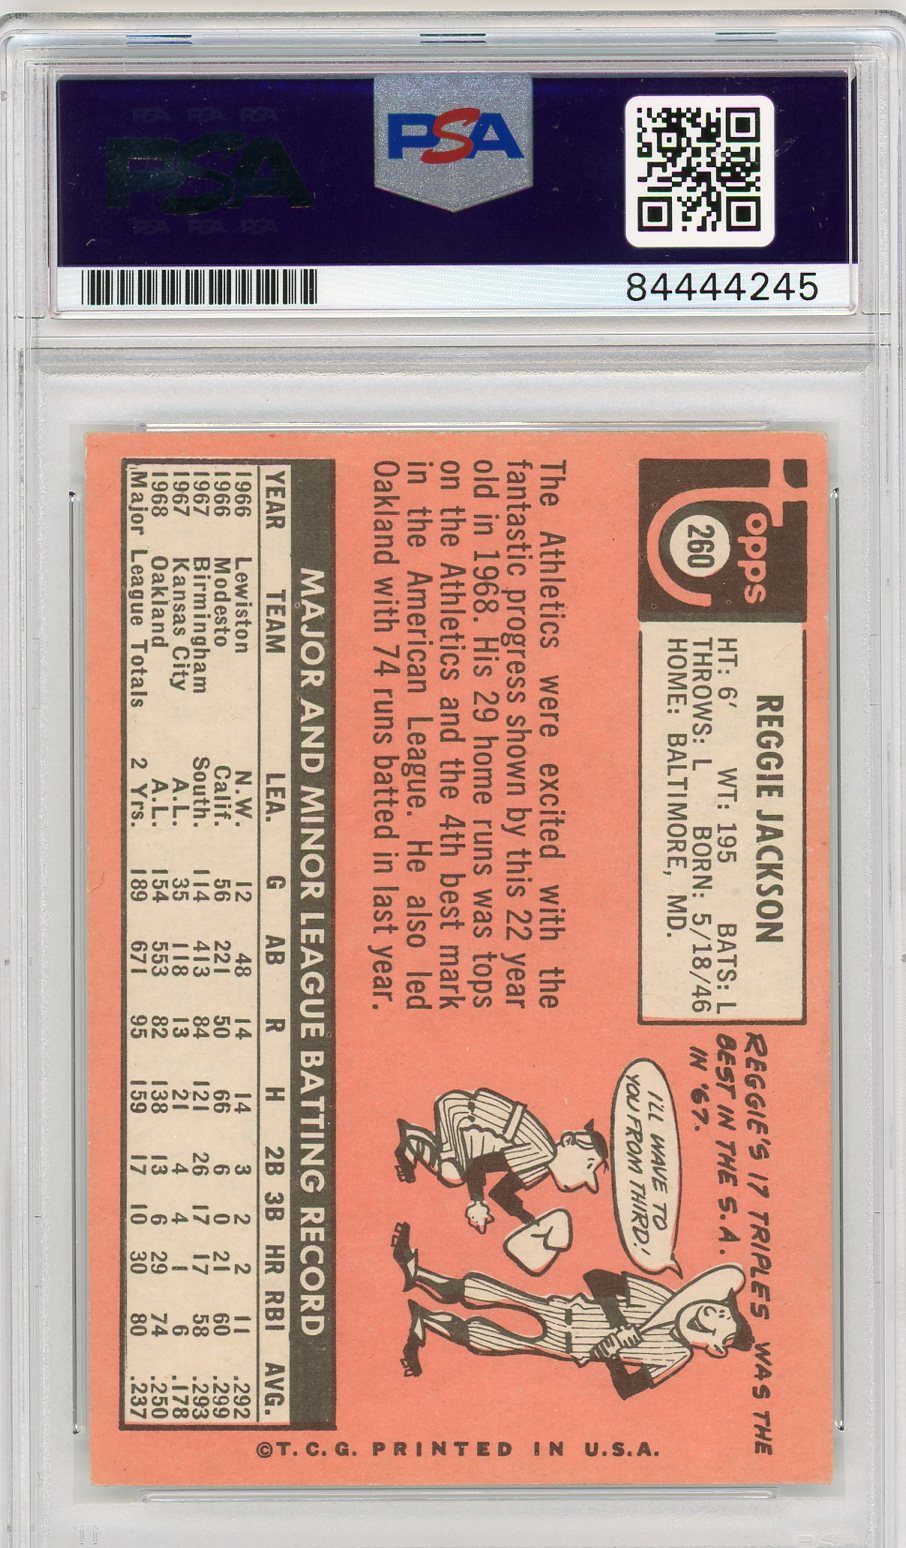 PSA PSA PSA
PSA
PSA PSA PSA
PSA
84444245
Topps
260
REGGIE JACKSON
HT: 6' WT: 195 BATS: L
THROWS: L BORN: 5/18/46
HOME: BALTIMORE, MD.
The Athletics were excited with the
fantastic progress shown by this 22 year
old in 1968. His 29 home runs was tops
on the Athletics and the 4th best mark
in the American League. He also led
Oakland with 74 runs batted in last year.
REGGIE'S 17 TRIPLES WAS THE
BEST IN THE S.A.
IN '67.
I'LL WAVE TO
YOU FROM THIRD!
MAJOR AND MINOR LEAGUE BATTING RECORD
YEAR TEAM LEA. G AB R H 2B 3B HR RBI AVG.
1966 Lewiston N.W. 12 48 14 14 3 2 2 11 .292
1966 Modesto Calif. 56 221 50 66 6 0 21 60 .299
1967 Birmingham South. 114 413 84 121 26 17 17 58 .293
1967 Kansas City A.L. 35 118 13 21 4 4 1 6 .178
1968 Oakland A.L. 154 553 82 138 13 6 29 74 .250
Major League Totals 2 Yrs. 189 671 95 159 17 10 30 80 .237
©T.C.G. PRINTED IN U.S.A.